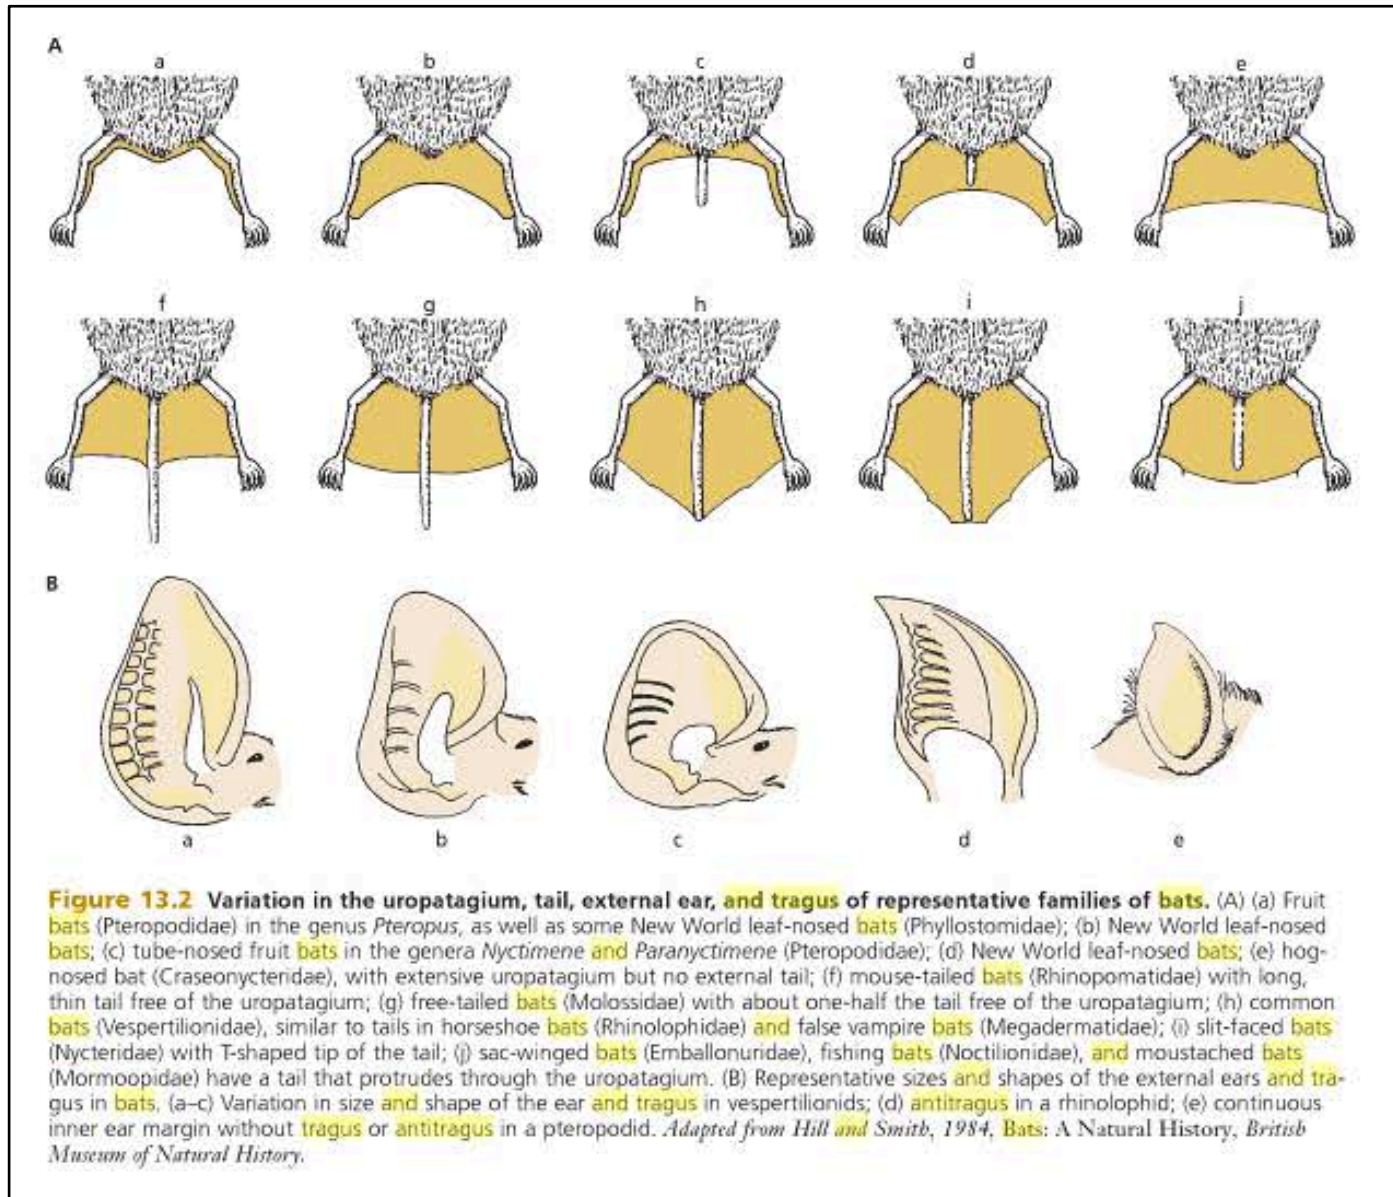 A
a b c d e
f g h i j
B
a b c d e
Figure 13.2 Variation in the uropatagium, tail, external ear, and tragus of representative families of bats. (A) (a) Fruit
bats (Pteropodidae) in the genus Pteropus, as well as some New World leaf-nosed bats (Phyllostomidae); (b) New World leaf-nosed
bats; (c) tube-nosed fruit bats in the genera Nyctimene and Paranyctimene (Pteropodidae); (d) New World leaf-nosed bats; (e) hog-
nosed bat (Craseonycteridae), with extensive uropatagium but no external tail; (f) mouse-tailed bats (Rhinopomatidae) with long,
thin tail free of the uropatagium; (g) free-tailed bats (Molossidae) with about one-half the tail free of the uropatagium; (h) common
bats (Vespertilionidae), similar to tails in horseshoe bats (Rhinolophidae) and false vampire bats (Megadermatidae); (i) slit-faced bats
(Nycteridae) with T-shaped tip of the tail; (j) sac-winged bats (Emballonuridae), fishing bats (Noctilionidae), and moustached bats
(Mormoopidae) have a tail that protrudes through the uropatagium. (B) Representative sizes and shapes of the external ears and tra-
gus in bats. (a–c) Variation in size and shape of the ear and tragus in vespertilionids; (d) antitragus in a rhinolophid; (e) continuous
inner ear margin without tragus or antitragus in a pteropodid. Adapted from Hill and Smith, 1984, Bats: A Natural History, British
Museum of Natural History.